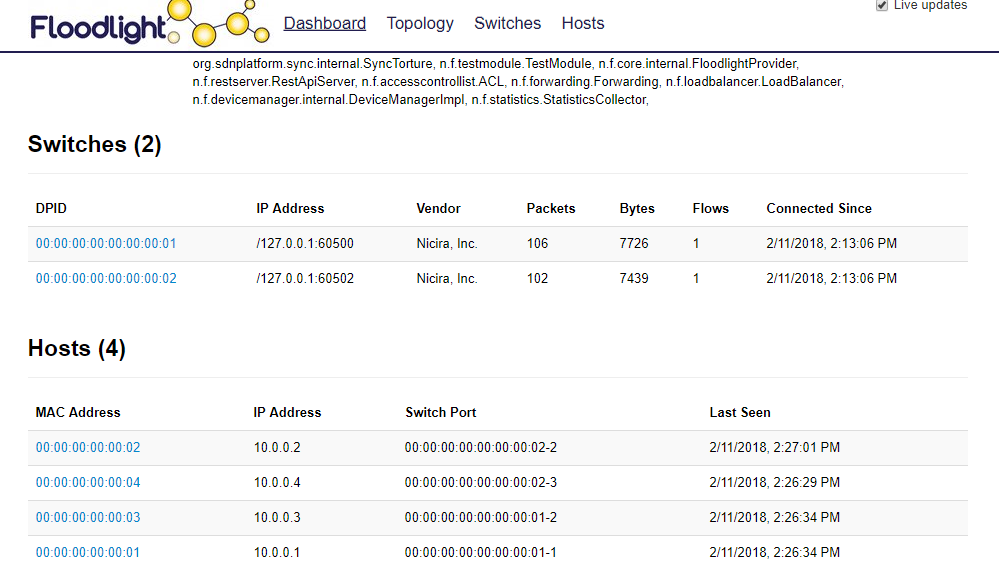 Floodlight Dashboard Topology Switches Hosts Live updates
org.sdnplatform.sync.internal.SyncTorture, n.f.testmodule.TestModule, n.f.core.internal.FloodlightProvider,
n.f.restserver.RestApiServer, n.f.accesscontrollist.ACL, n.f.forwarding.Forwarding, n.f.loadbalancer.LoadBalancer,
n.f.devicemanager.internal.DeviceManagerImpl, n.f.statistics.StatisticsCollector,
Switches (2)
DPID IP Address Vendor Packets Bytes Flows Connected Since
00:00:00:00:00:00:00:01 /127.0.0.1:60500 Nicira, Inc. 106 7726 1 2/11/2018, 2:13:06 PM
00:00:00:00:00:00:00:02 /127.0.0.1:60502 Nicira, Inc. 102 7439 1 2/11/2018, 2:13:06 PM
Hosts (4)
MAC Address IP Address Switch Port Last Seen
00:00:00:00:00:02 10.0.0.2 00:00:00:00:00:00:00:02-2 2/11/2018, 2:27:01 PM
00:00:00:00:00:04 10.0.0.4 00:00:00:00:00:00:00:02-3 2/11/2018, 2:26:29 PM
00:00:00:00:00:03 10.0.0.3 00:00:00:00:00:00:00:01-2 2/11/2018, 2:26:34 PM
00:00:00:00:00:01 10.0.0.1 00:00:00:00:00:00:00:01-1 2/11/2018, 2:26:34 PM